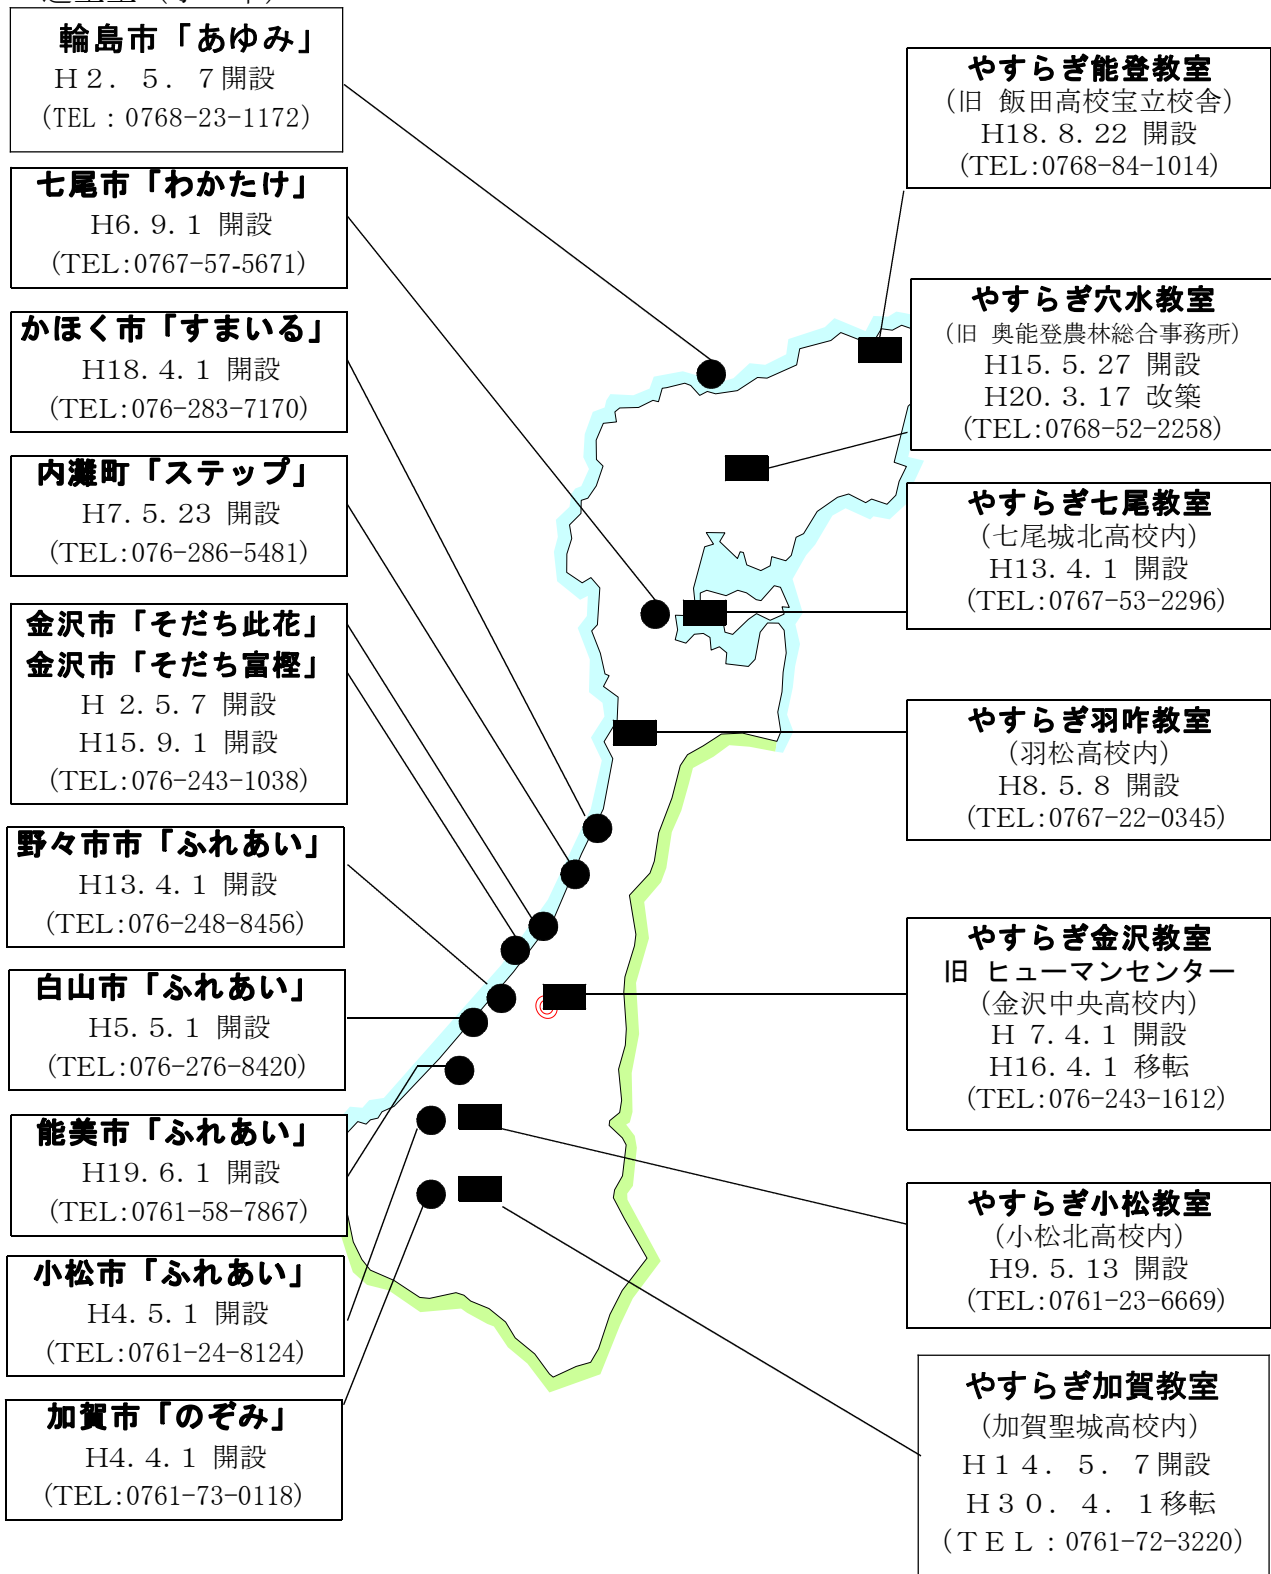 輪島市「あゆみ」
H2．5．7開設
(TEL：0768-23-1172)
七尾市「わかたけ」
H6.9.1 開設
(TEL:0767-57-5671)
かほく市「すまいる」
H18.4.1 開設
(TEL:076-283-7170)
内灘町「ステップ」
H7.5.23 開設
(TEL:076-286-5481)
金沢市「そだち此花」
金沢市「そだち富樫」
H 2.5.7 開設
H15.9.1 開設
(TEL:076-243-1038)
野々市市「ふれあい」
H13.4.1 開設
(TEL:076-248-8456)
白山市「ふれあい」
H5.5.1 開設
(TEL:076-276-8420)
能美市「ふれあい」
H19.6.1 開設
(TEL:0761-58-7867)
小松市「ふれあい」
H4.5.1 開設
(TEL:0761-24-8124)
加賀市「のぞみ」
H4.4.1 開設
(TEL:0761-73-0118)
やすらぎ能登教室
(旧 飯田高校宝立校舎)
H18.8.22 開設
(TEL:0768-84-1014)
やすらぎ穴水教室
(旧 奥能登農林総合事務所)
H15.5.27 開設
H20.3.17 改築
(TEL:0768-52-2258)
やすらぎ七尾教室
(七尾城北高校内)
H13.4.1 開設
(TEL:0767-53-2296)
やすらぎ羽咋教室
(羽松高校内)
H8.5.8 開設
(TEL:0767-22-0345)
やすらぎ金沢教室
旧 ヒューマンセンター
(金沢中央高校内)
H 7.4.1 開設
H16.4.1 移転
(TEL:076-243-1612)
やすらぎ小松教室
(小松北高校内)
H9.5.13 開設
(TEL:0761-23-6669)
やすらぎ加賀教室
(加賀聖城高校内)
H14．5．7開設
H30．4．1移転
(TEL：0761-72-3220)